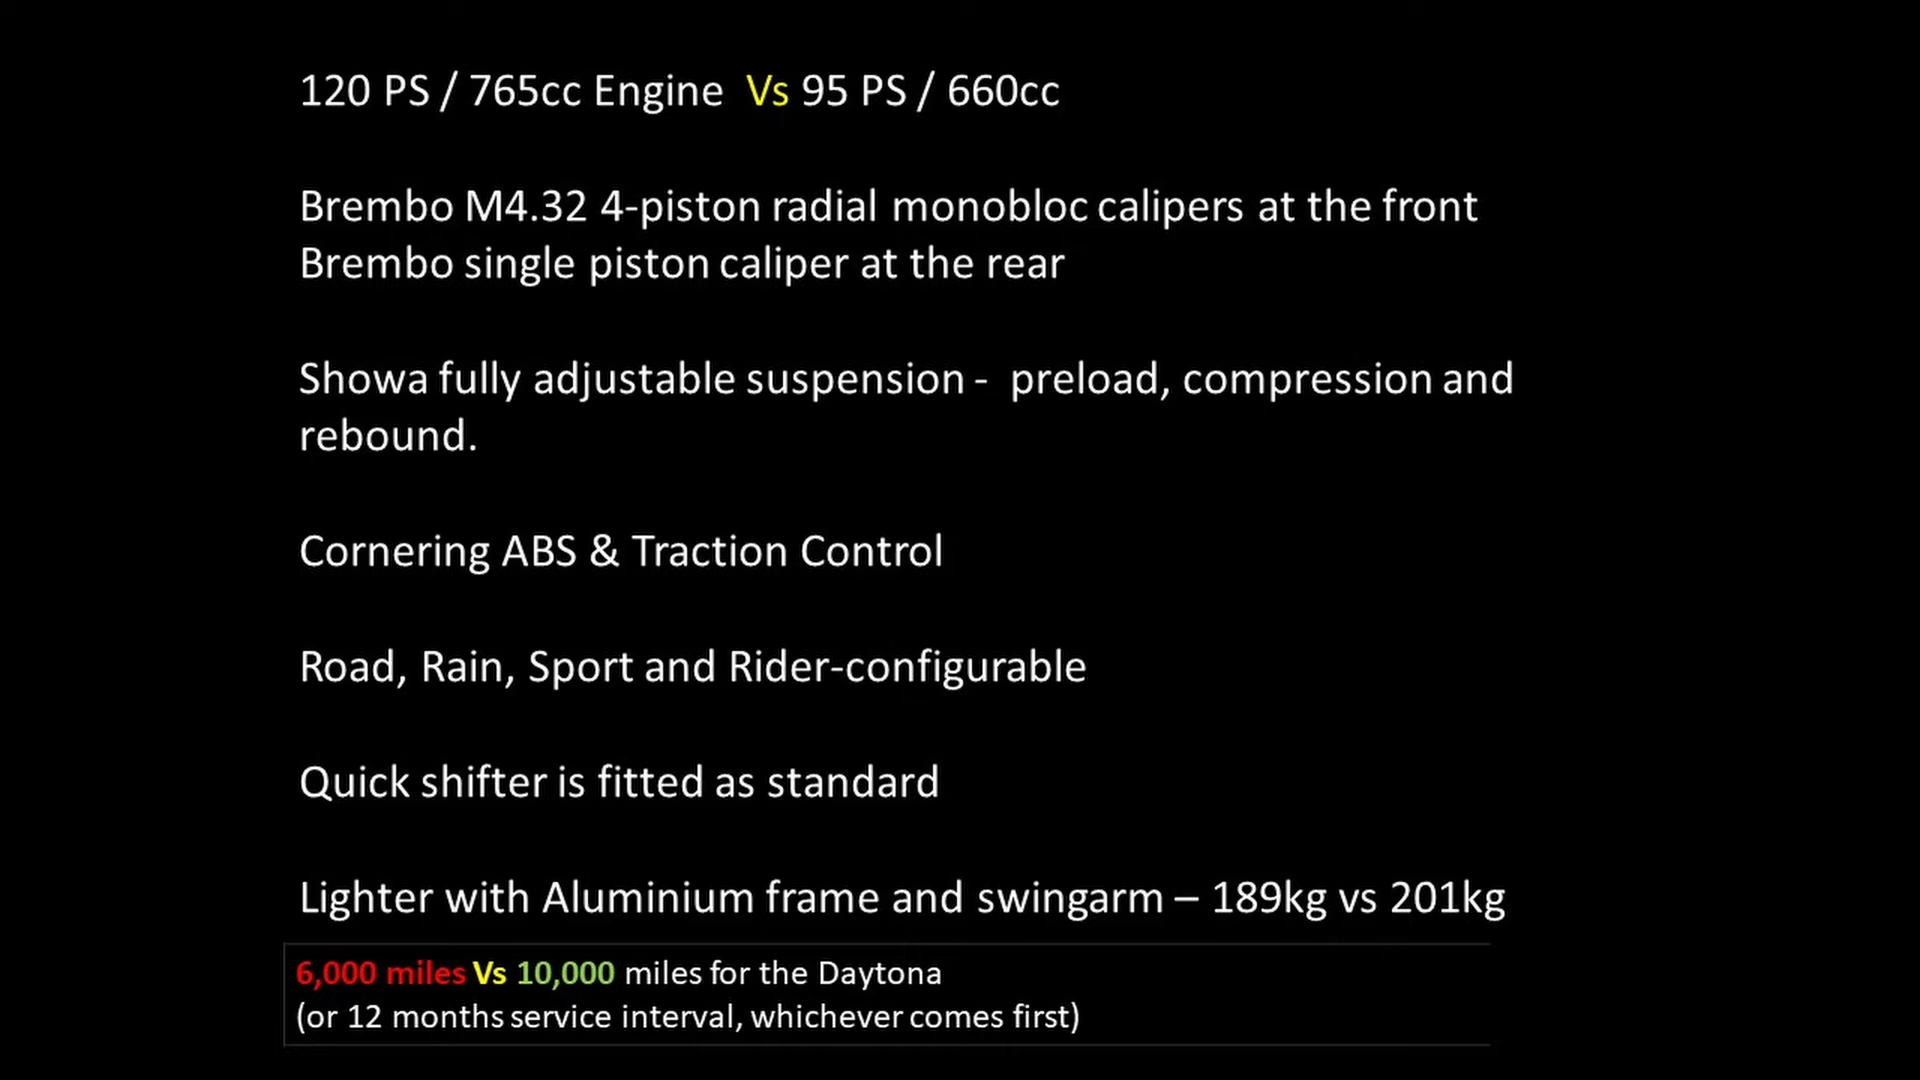 120 PS / 765cc Engine Vs 95 PS / 660cc
Brembo M4.32 4-piston radial monobloc calipers at the front
Brembo single piston caliper at the rear
Showa fully adjustable suspension - preload, compression and
rebound.
Cornering ABS & Traction Control
Road, Rain, Sport and Rider-configurable
Quick shifter is fitted as standard
Lighter with Aluminium frame and swingarm – 189kg vs 201kg
6,000 miles Vs 10,000 miles for the Daytona
(or 12 months service interval, whichever comes first)